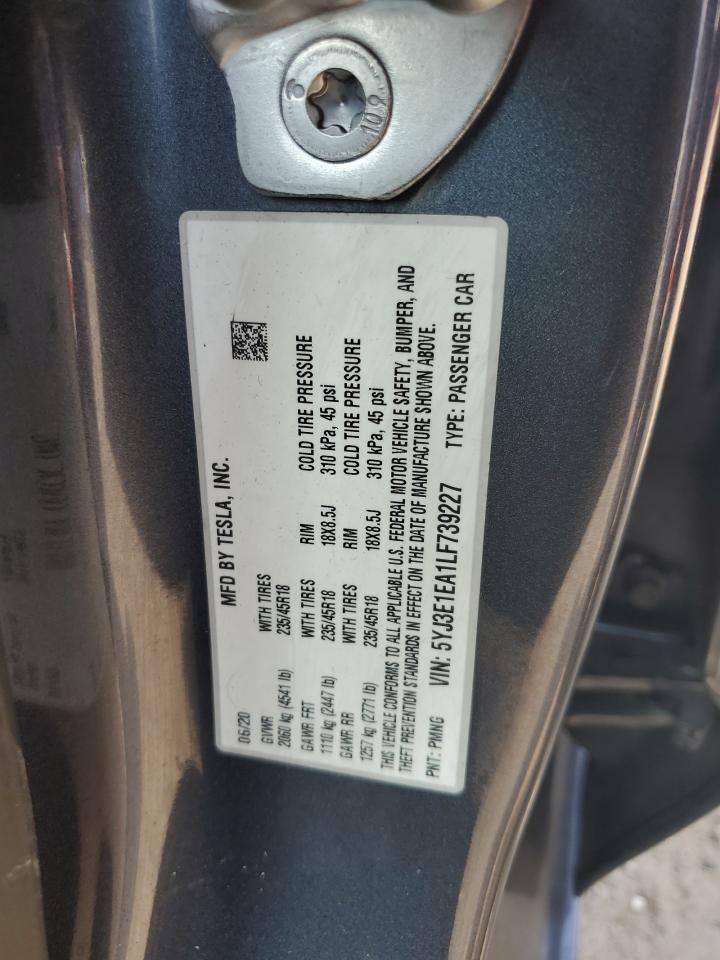 10.9
MFD BY TESLA, INC.
06/20
GVWR WITH TIRES
2060 kg (4541 lb) 235/45R18
GAWR FRT WITH TIRES RIM COLD TIRE PRESSURE
1110 kg (2447 lb) 235/45R18 18X8.5J 310 kPa, 45 psi
GAWR RR WITH TIRES RIM COLD TIRE PRESSURE
1257 kg (2771 lb) 235/45R18 18X8.5J 310 kPa, 45 psi
THIS VEHICLE CONFORMS TO ALL APPLICABLE U.S. FEDERAL MOTOR VEHICLE SAFETY, BUMPER, AND
THEFT PREVENTION STANDARDS IN EFFECT ON THE DATE OF MANUFACTURE SHOWN ABOVE.
PNT: PMNG VIN: 5YJ3E1EA1LF739227 TYPE: PASSENGER CAR